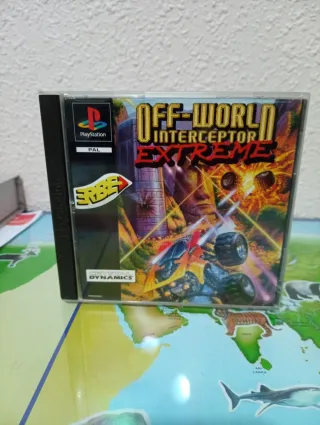 PlayStation
PAL
OFF-WORLD
INTERCEPTOR
EXTREME
DYNAMICS